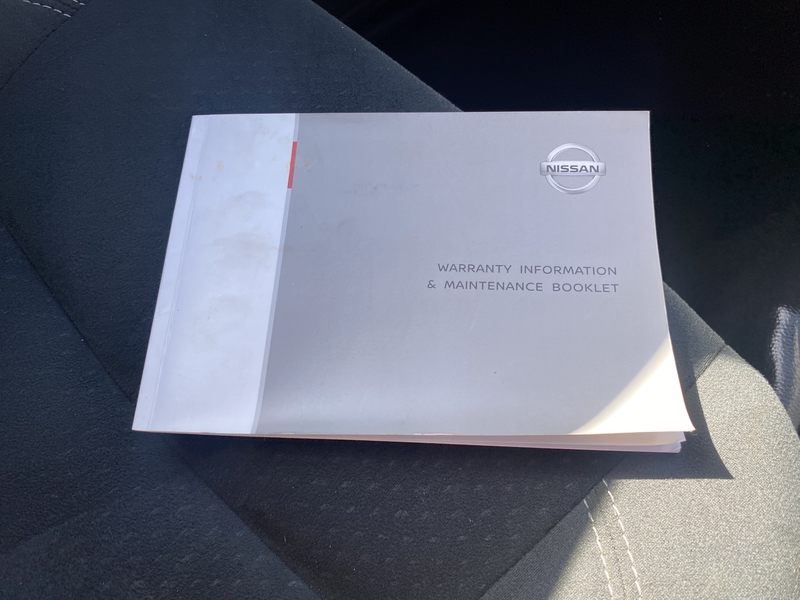 NISSAN
WARRANTY INFORMATION
& MAINTENANCE BOOKLET